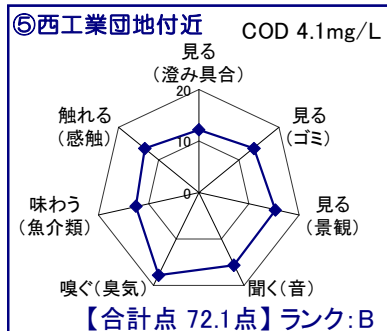 ⑤西工業団地付近 COD 4.1mg/L
見る
(澄み具合)
20
触れる
(感触)
見る
(ゴミ)
10
0
味わう
(魚介類)
見る
(景観)
嗅ぐ(臭気)
聞く(音)
【合計点 72.1点】ランク:B